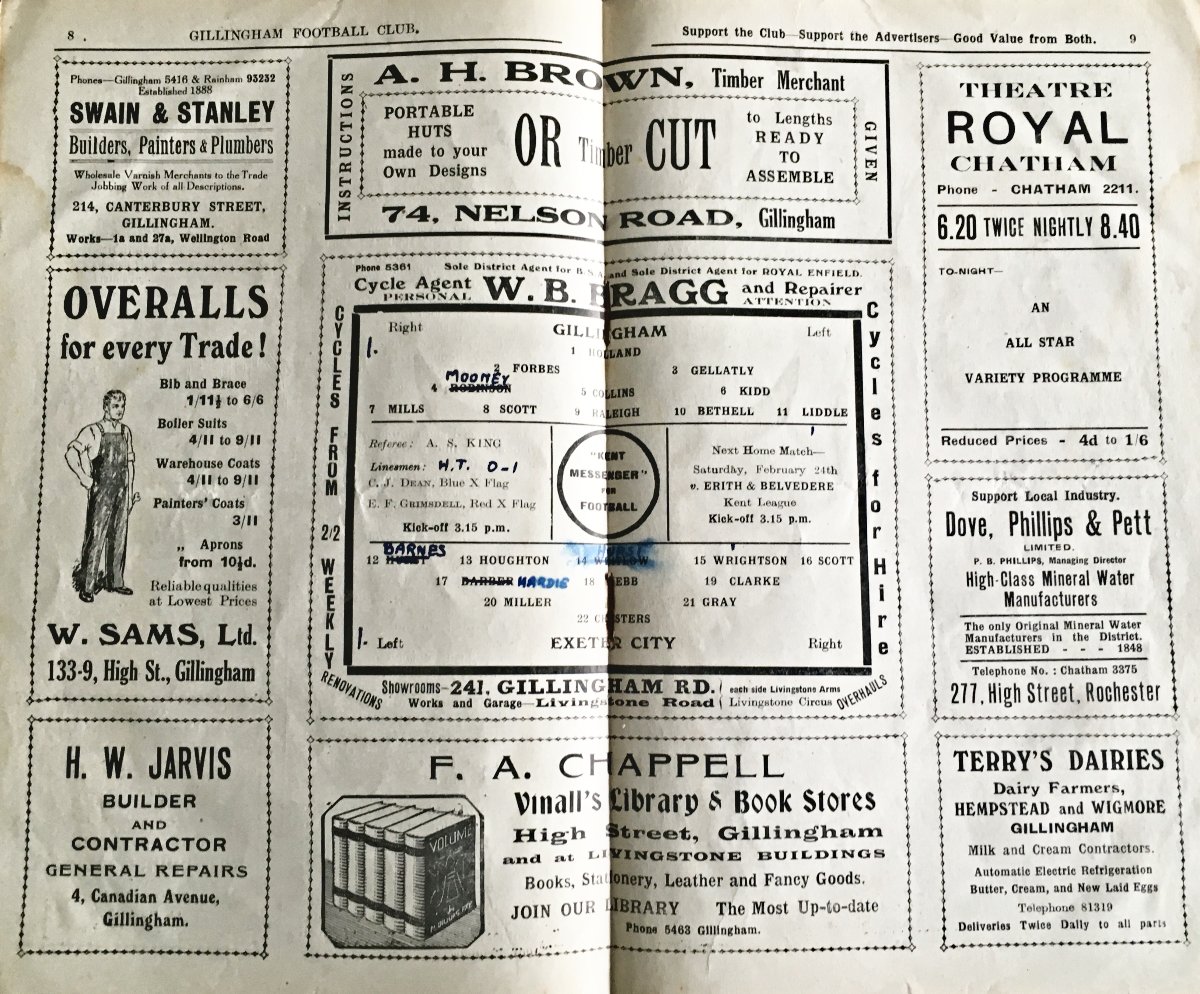 8 . GILLINGHAM FOOTBALL CLUB.
Support the Club—Support the Advertisers—Good Value from Both. 9
Phones—Gillingham 5416 & Rainham 93232
Established 1888
SWAIN & STANLEY
Builders, Painters & Plumbers
Wholesale Varnish Merchants to the Trade
Jobbing Work of all Descriptions.
214, CANTERBURY STREET,
GILLINGHAM.
Works—1a and 27a, Wellington Road
OVERALLS
for every Trade!
Bib and Brace
1/11½ to 6/6
Boiler Suits
4/11 to 9/11
Warehouse Coats
4/11 to 9/11
Painters' Coats
3/11
„ Aprons
from 10½d.
Reliable qualities
at Lowest Prices
W. SAMS, Ltd.
133-9, High St., Gillingham
H. W. JARVIS
BUILDER
AND
CONTRACTOR
GENERAL REPAIRS
4, Canadian Avenue,
Gillingham.
A. H. BROWN, Timber Merchant
INSTRUCTIONS
PORTABLE
HUTS
made to your
Own Designs
OR Timber CUT
to Lengths
READY
TO
ASSEMBLE
GIVEN
74, NELSON ROAD, Gillingham
Phone 5361 Sole District Agent for B.S.A. and Sole District Agent for ROYAL ENFIELD.
Cycle Agent W. B. BRAGG and Repairer
PERSONAL ATTENTION
CYCLES FROM 2/2 WEEKLY
Right GILLINGHAM Left
1.
1 HOLLAND
2 FORBES 3 GELLATLY
MOONEY
4 ROBINSON 5 COLLINS 6 KIDD
7 MILLS 8 SCOTT 9 RALEIGH 10 BETHELL 11 LIDDLE
Referee: A. S. KING
Linesmen: H.T. 0-1
C. J. DEAN, Blue X Flag
E. F. GRIMSDELL, Red X Flag
Kick-off 3.15 p.m.
"KENT
MESSENGER"
FOR
FOOTBALL
Next Home Match—
Saturday, February 24th
v. ERITH & BELVEDERE
Kent League
Kick-off 3.15 p.m.
BARNES HURST
12 13 HOUGHTON 14 15 WRIGHTSON 16 SCOTT
17 BARBER HARDIE 18 WEBB 19 CLARKE
20 MILLER 21 GRAY
22 CHESTERS
1. Left EXETER CITY Right
Cycles for Hire
RENOVATIONS
Showrooms—241, GILLINGHAM RD. each side Livingstone Arms
Works and Garage—Livingstone Road Livingstone Circus
OVERHAULS
F. A. CHAPPELL
Vinall's Library & Book Stores
High Street, Gillingham
and at LIVINGSTONE BUILDINGS
Books, Stationery, Leather and Fancy Goods.
JOIN OUR LIBRARY The Most Up-to-date
Phone 5463 Gillingham.
VOLUME
THEATRE
ROYAL
CHATHAM
Phone - CHATHAM 2211.
6.20 TWICE NIGHTLY 8.40
TO-NIGHT—
AN
ALL STAR
VARIETY PROGRAMME
Reduced Prices - 4d to 1/6
Support Local Industry.
Dove, Phillips & Pett
LIMITED.
P. B. PHILLIPS, Managing Director
High-Class Mineral Water
Manufacturers
The only Original Mineral Water
Manufacturers in the District.
ESTABLISHED - - - 1848
Telephone No. : Chatham 3375
277, High Street, Rochester
TERRY'S DAIRIES
Dairy Farmers,
HEMPSTEAD and WIGMORE
GILLINGHAM
Milk and Cream Contractors.
Automatic Electric Refrigeration
Butter, Cream, and New Laid Eggs
Telephone 81319
Deliveries Twice Daily to all parts